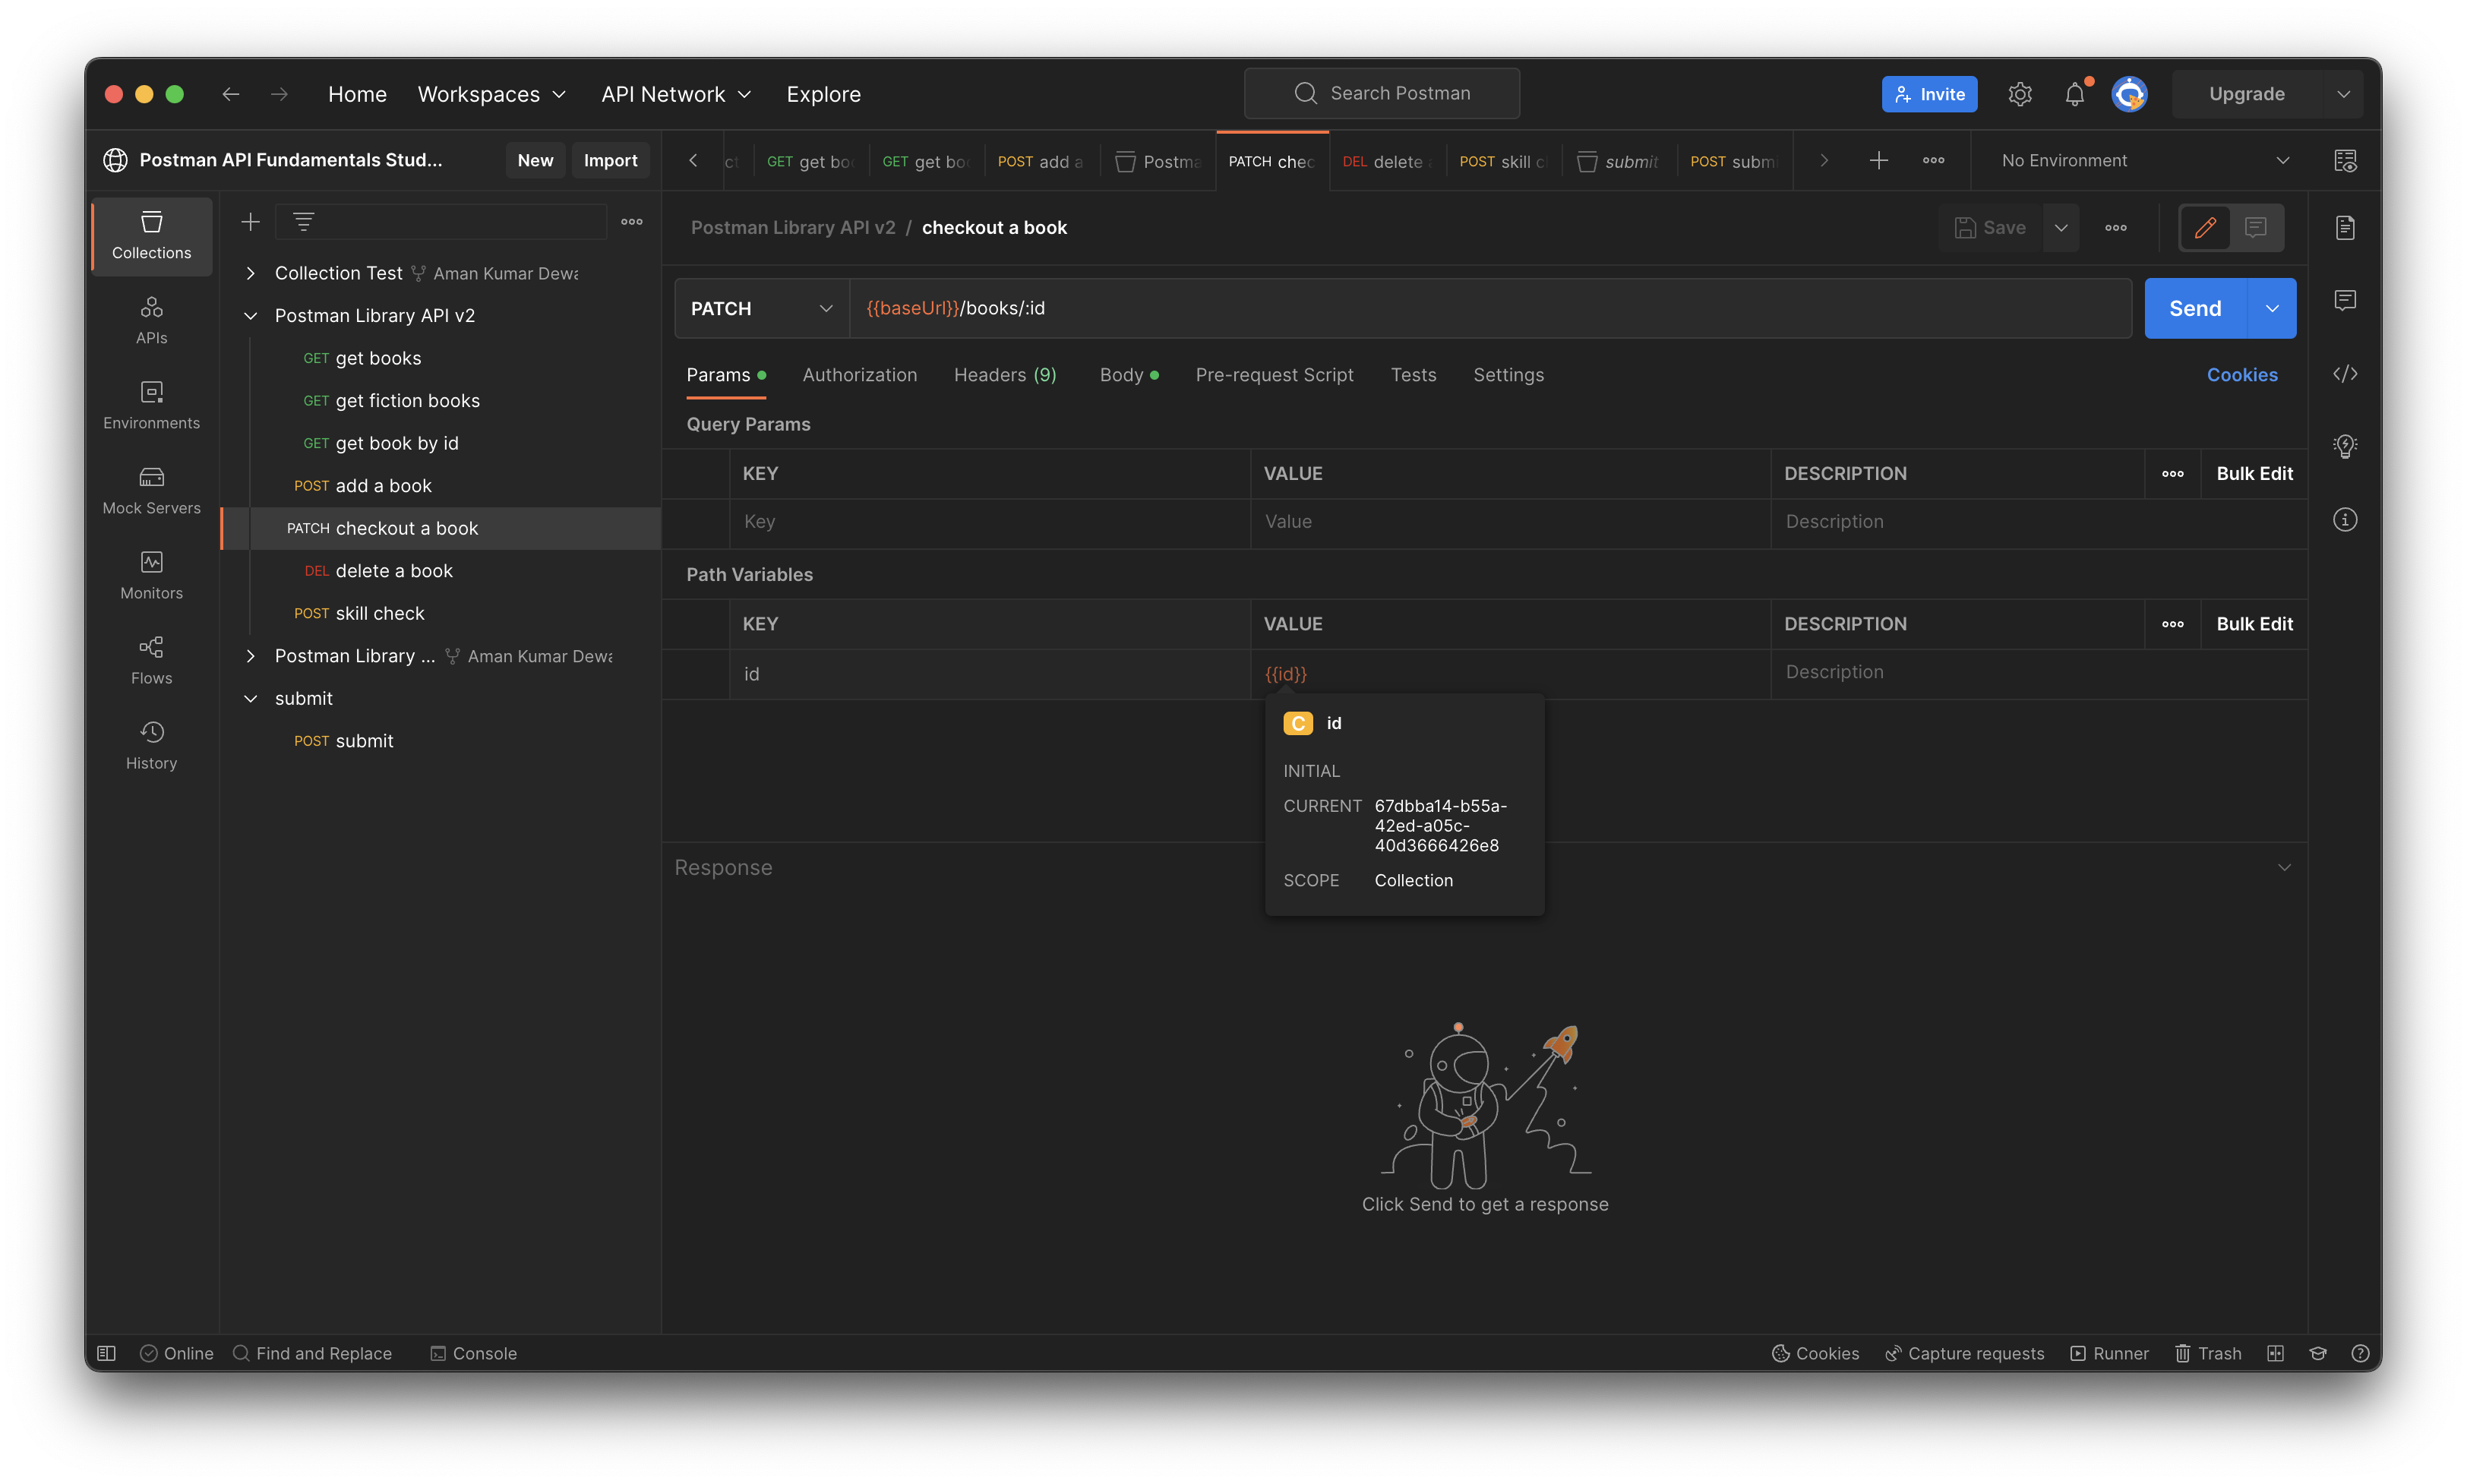 Home Workspaces API Network Explore Search Postman Invite Upgrade
Postman API Fundamentals Stud... New Import
GET get boo GET get boo POST add a Postma PATCH chec DEL delete POST skill c submit POST submi No Environment
Collections
APIs
Environments
Mock Servers
Monitors
Flows
History
Collection Test Aman Kumar Dewa
Postman Library API v2
GET get books
GET get fiction books
GET get book by id
POST add a book
PATCH checkout a book
DEL delete a book
POST skill check
Postman Library ... Aman Kumar Dewa
submit
POST submit
Postman Library API v2 / checkout a book Save
PATCH {{baseUrl}}/books/:id Send
Params Authorization Headers (9) Body Pre-request Script Tests Settings Cookies
Query Params
KEY VALUE DESCRIPTION Bulk Edit
Key Value Description
Path Variables
KEY VALUE DESCRIPTION Bulk Edit
id {{id}} Description
C id
INITIAL
CURRENT 67dbba14-b55a-
42ed-a05c-
40d3666426e8
SCOPE Collection
Response
Click Send to get a response
Online Find and Replace Console Cookies Capture requests Runner Trash